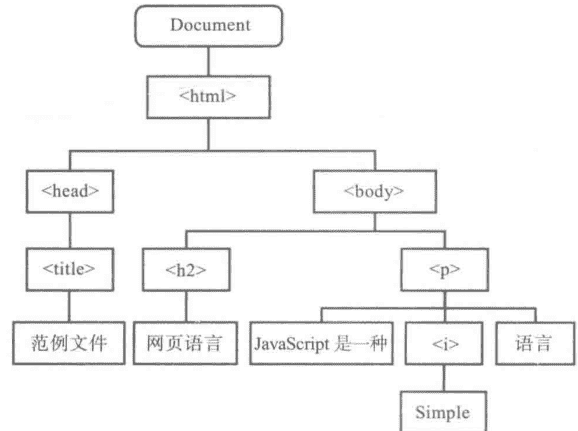 Document
<html>
<head>
<body>
<title>
<h2>
<p>
范例文件
网页语言
JavaScript 是一种
<i>
语言
Simple